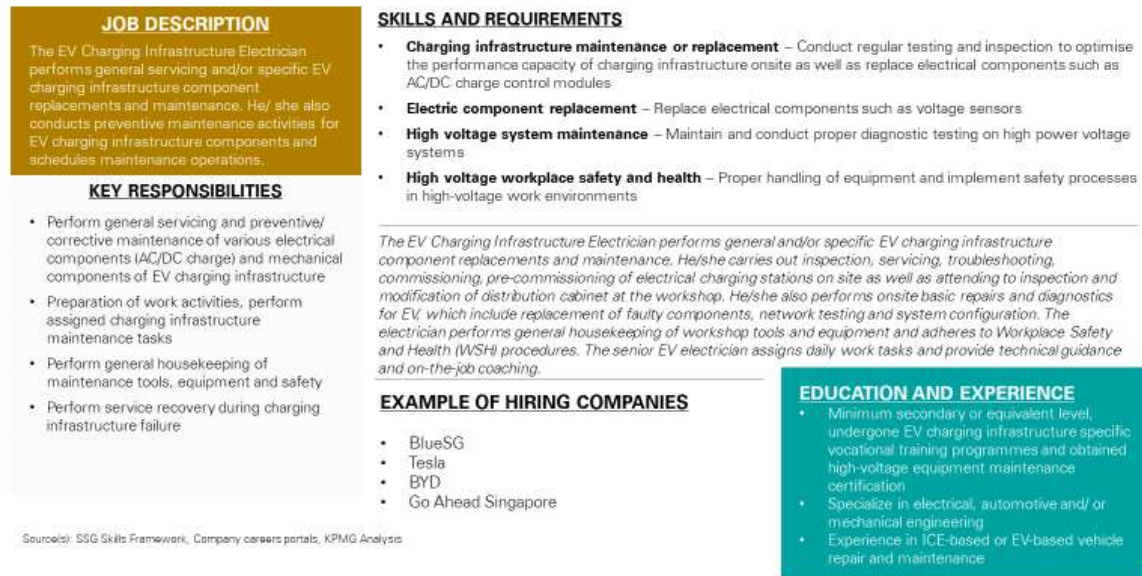 JOB DESCRIPTION
The EV Charging Infrastructure Electrician
performs general servicing and/or specific EV
charging infrastructure component
replacements and maintenance. He/ she also
conducts preventive maintenance activities for
EV charging infrastructure components and
schedules maintenance operations.
KEY RESPONSIBILITIES
• Perform general servicing and preventive/
corrective maintenance of various electrical
components (AC/DC charge) and mechanical
components of EV charging infrastructure
• Preparation of work activities, perform
assigned charging infrastructure
maintenance tasks
• Perform general housekeeping of
maintenance tools, equipment and safety
• Perform service recovery during charging
infrastructure failure
SKILLS AND REQUIREMENTS
• Charging infrastructure maintenance or replacement – Conduct regular testing and inspection to optimise
the performance capacity of charging infrastructure onsite as well as replace electrical components such as
AC/DC charge control modules
• Electric component replacement – Replace electrical components such as voltage sensors
• High voltage system maintenance – Maintain and conduct proper diagnostic testing on high power voltage
systems
• High voltage workplace safety and health – Proper handling of equipment and implement safety processes
in high-voltage work environments
The EV Charging Infrastructure Electrician performs general and/or specific EV charging infrastructure
component replacements and maintenance. He/she carries out inspection, servicing, troubleshooting,
commissioning, pre-commissioning of electrical charging stations on site as well as attending to inspection and
modification of distribution cabinet at the workshop. He/she also performs onsite basic repairs and diagnostics
for EV, which include replacement of faulty components, network testing and system configuration. The
electrician performs general housekeeping of workshop tools and equipment and adheres to Workplace Safety
and Health (WSH) procedures. The senior EV electrician assigns daily work tasks and provide technical guidance
and on-the-job coaching.
EXAMPLE OF HIRING COMPANIES
• BlueSG
• Tesla
• BYD
• Go Ahead Singapore
EDUCATION AND EXPERIENCE
• Minimum secondary or equivalent level,
undergone EV charging infrastructure specific
vocational training programmes and obtained
high-voltage equipment maintenance
certification
• Specialize in electrical, automotive and/ or
mechanical engineering
• Experience in ICE-based or EV-based vehicle
repair and maintenance
Source(s): SSG Skills Framework, Company careers portals, KPMG Analysis